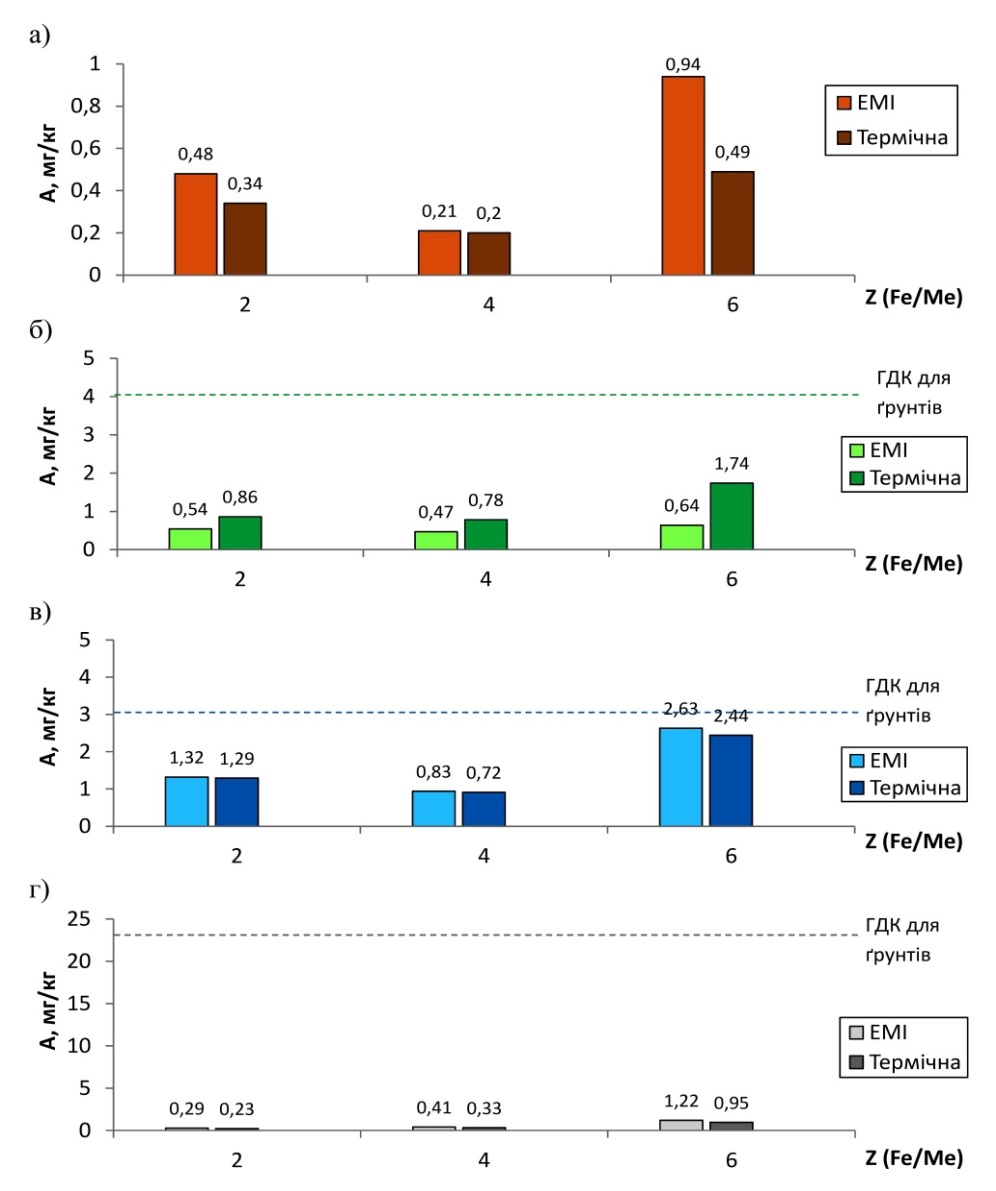 а)
А, мг/кг
1
0,8
0,6
0,4
0,2
0
0,48
0,34
0,21
0,2
0,94
0,49
ЕМІ
Термічна
2
4
6
Z (Fe/Me)
б)
А, мг/кг
5
4
3
2
1
0
0,54
0,86
0,47
0,78
0,64
1,74
ГДК для
ґрунтів
ЕМІ
Термічна
2
4
6
Z (Fe/Me)
в)
А, мг/кг
5
4
3
2
1
0
1,32
1,29
0,83
0,72
2,63
2,44
ГДК для
ґрунтів
ЕМІ
Термічна
2
4
6
Z (Fe/Me)
г)
А, мг/кг
25
20
15
10
5
0
0,29
0,23
0,41
0,33
1,22
0,95
ГДК для
ґрунтів
ЕМІ
Термічна
2
4
6
Z (Fe/Me)